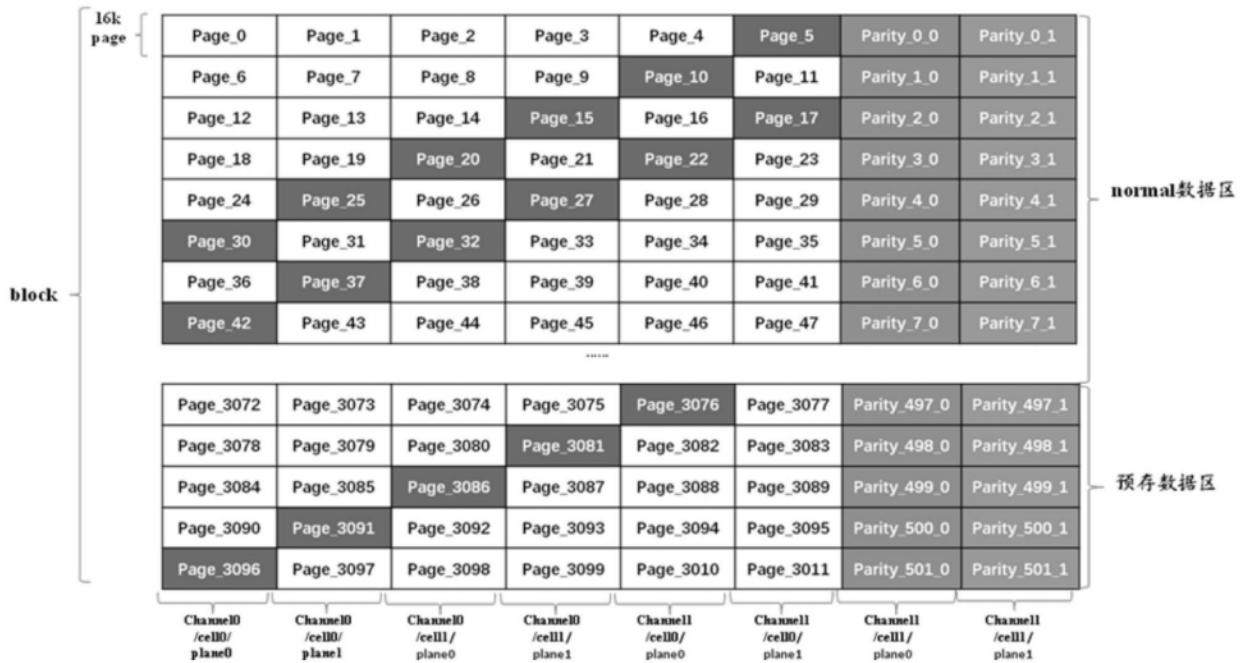 16k
page
Page_0 Page_1 Page_2 Page_3 Page_4 Page_5 Parity_0_0 Parity_0_1
Page_6 Page_7 Page_8 Page_9 Page_10 Page_11 Parity_1_0 Parity_1_1
Page_12 Page_13 Page_14 Page_15 Page_16 Page_17 Parity_2_0 Parity_2_1
Page_18 Page_19 Page_20 Page_21 Page_22 Page_23 Parity_3_0 Parity_3_1
Page_24 Page_25 Page_26 Page_27 Page_28 Page_29 Parity_4_0 Parity_4_1
normal数据区
Page_30 Page_31 Page_32 Page_33 Page_34 Page_35 Parity_5_0 Parity_5_1
Page_36 Page_37 Page_38 Page_39 Page_40 Page_41 Parity_6_0 Parity_6_1
block
Page_42 Page_43 Page_44 Page_45 Page_46 Page_47 Parity_7_0 Parity_7_1
......
Page_3072 Page_3073 Page_3074 Page_3075 Page_3076 Page_3077 Parity_497_0 Parity_497_1
Page_3078 Page_3079 Page_3080 Page_3081 Page_3082 Page_3083 Parity_498_0 Parity_498_1
Page_3084 Page_3085 Page_3086 Page_3087 Page_3088 Page_3089 Parity_499_0 Parity_499_1
预存数据区
Page_3090 Page_3091 Page_3092 Page_3093 Page_3094 Page_3095 Parity_500_0 Parity_500_1
Page_3096 Page_3097 Page_3098 Page_3099 Page_3010 Page_3011 Parity_501_0 Parity_501_1
Channel0 Channel0 Channel0 Channel0 Channel1 Channel1 Channel1 Channel1
/cell0/ /cell0/ /cell1/ /cell1/ /cell0/ /cell0/ /cell1/ /cell1/
plane0 plane1 plane0 plane1 plane0 plane1 plane0 plane1